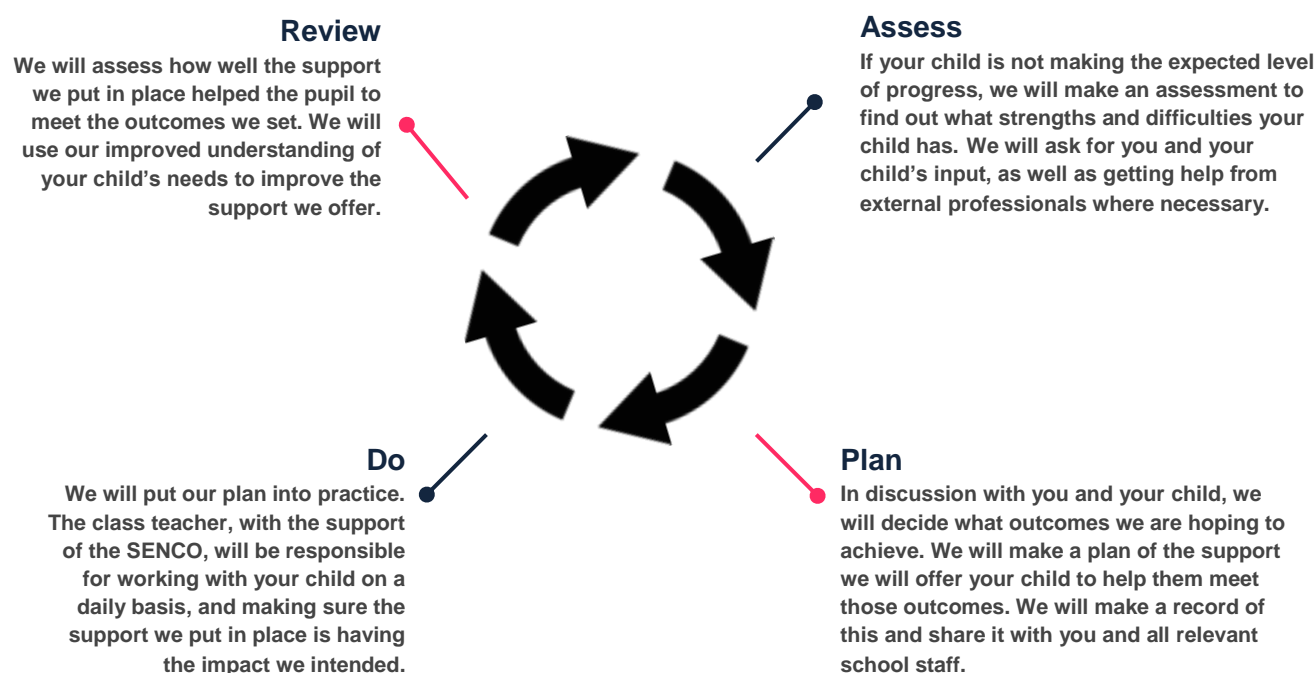 Review
We will assess how well the support
we put in place helped the pupil to
meet the outcomes we set. We will
use our improved understanding of
your child’s needs to improve the
support we offer.
Assess
If your child is not making the expected level
of progress, we will make an assessment to
find out what strengths and difficulties your
child has. We will ask for you and your
child’s input, as well as getting help from
external professionals where necessary.
Do
We will put our plan into practice.
The class teacher, with the support
of the SENCO, will be responsible
for working with your child on a
daily basis, and making sure the
support we put in place is having
the impact we intended.
Plan
In discussion with you and your child, we
will decide what outcomes we are hoping to
achieve. We will make a plan of the support
we will offer your child to help them meet
those outcomes. We will make a record of
this and share it with you and all relevant
school staff.